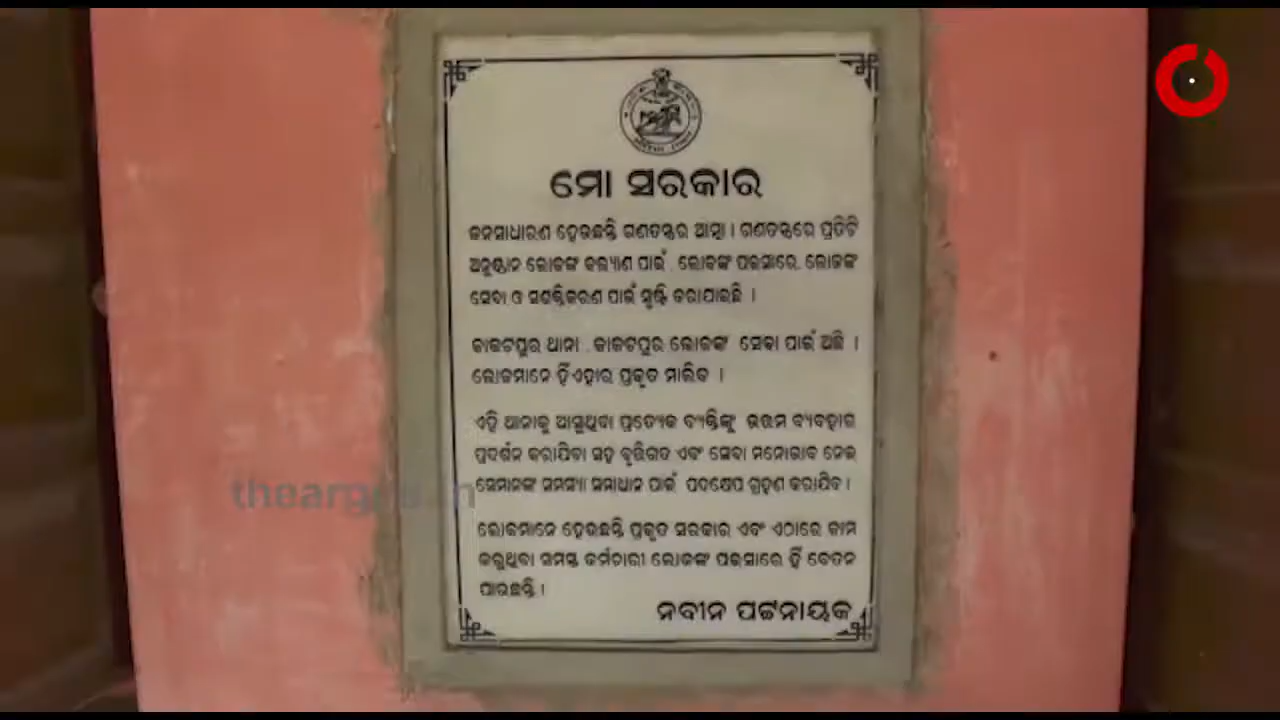 ମୋ ସରକାର
ଜନସାଧାରଣ ହେଉଛନ୍ତି ଗଣତନ୍ତ୍ରର ଆତ୍ମା । ଗଣତନ୍ତ୍ରରେ ପ୍ରତିଟି
ଅନୁଷ୍ଠାନ ଲୋକଙ୍କ କଲ୍ୟାଣ ପାଇଁ , ଲୋକଙ୍କ ପଇସାରେ, ଲୋକଙ୍କ
ସେବା ଓ ସଶକ୍ତିକରଣ ପାଇଁ ସୃଷ୍ଟି କରାଯାଇଛି ।
କାକଟପୁର ଥାନା , କାକଟପୁର ଲୋକଙ୍କ ସେବା ପାଇଁ ଅଛି ।
ଲୋକମାନେ ହିଁ ଏହାର ପ୍ରକୃତ ମାଲିକ ।
ଏହି ଥାନାକୁ ଆସୁଥିବା ପ୍ରତ୍ୟେକ ବ୍ୟକ୍ତିଙ୍କୁ ଉତ୍ତମ ବ୍ୟବହାର
ପ୍ରଦର୍ଶନ କରାଯିବା ସହ ବୃତ୍ତିଗତ ଏବଂ ସେବା ମନୋଭାବ ନେଇ
ସେମାନଙ୍କ ସମସ୍ୟା ସମାଧାନ ପାଇଁ ପଦକ୍ଷେପ ଗ୍ରହଣ କରାଯିବ ।
ଲୋକମାନେ ହେଉଛନ୍ତି ପ୍ରକୃତ ସରକାର ଏବଂ ଏଠାରେ କାମ
କରୁଥିବା ସମସ୍ତ କର୍ମଚାରୀ ଲୋକଙ୍କ ପଇସାରେ ହିଁ ବେତନ
ପାଉଛନ୍ତି ।
ନବୀନ ପଟ୍ଟନାୟକ